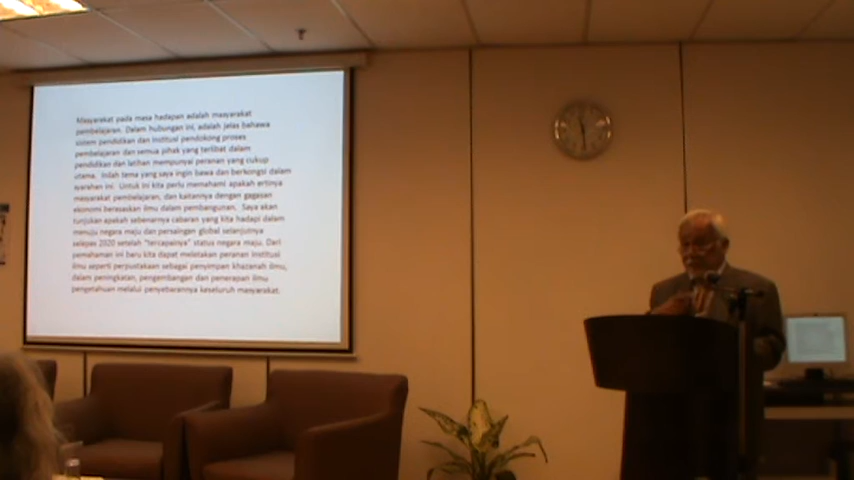 Masyarakat pada masa hadapan adalah masyarakat
pembelajaran. Dalam hubungan ini, adalah jelas bahawa
sistem pendidikan dan institusi pendokong proses
pembelajaran dan semua pihak yang terlibat dalam
pendidikan dan latihan mempunyai peranan yang cukup
utama. Inilah tema yang saya ingin bawa dan berkongsi dalam
syarahan ini. Untuk ini kita perlu memahami apakah ertinya
masyarakat pembelajaran, dan kaitannya dengan gagasan
ekonomi berasaskan ilmu dalam pembangunan. Saya akan
tunjukan apakah sebenarnya cabaran yang kita hadapi dalam
menuju negara maju dan persaingan global selanjutnya
selepas 2020 setelah "tercapainya" status negara maju. Dari
pemahaman ini baru kita dapat meletakan peranan institusi
ilmu seperti perpustakaan sebagai penyimpan khazanah ilmu,
dalam peningkatan, pengembangan dan penerapan ilmu
pengetahuan melalui penyebarannya keseluruh masyarakat.